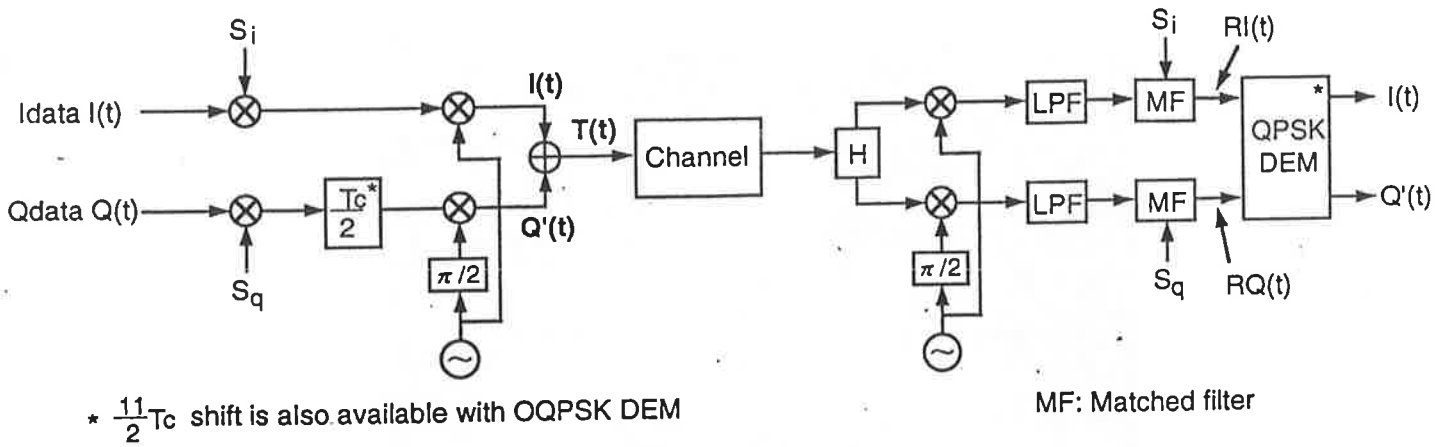 Si
Idata I(t)
I(t)
T(t)
Channel
H
LPF
MF
Si
RI(t)
*
QPSK
DEM
I(t)
Qdata Q(t)
Tc*
2
Sq
Q'(t)
π/2
~
π/2
~
LPF
MF
Sq
RQ(t)
Q'(t)
* 11/2 Tc shift is also available with OQPSK DEM
MF: Matched filter